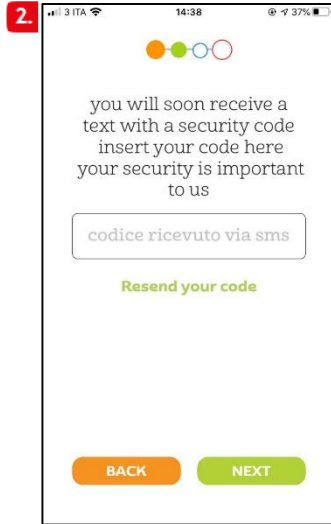 2.
3 ITA 14:38 37%
you will soon receive a
text with a security code
insert your code here
your security is important
to us
codice ricevuto via sms
Resend your code
BACK NEXT